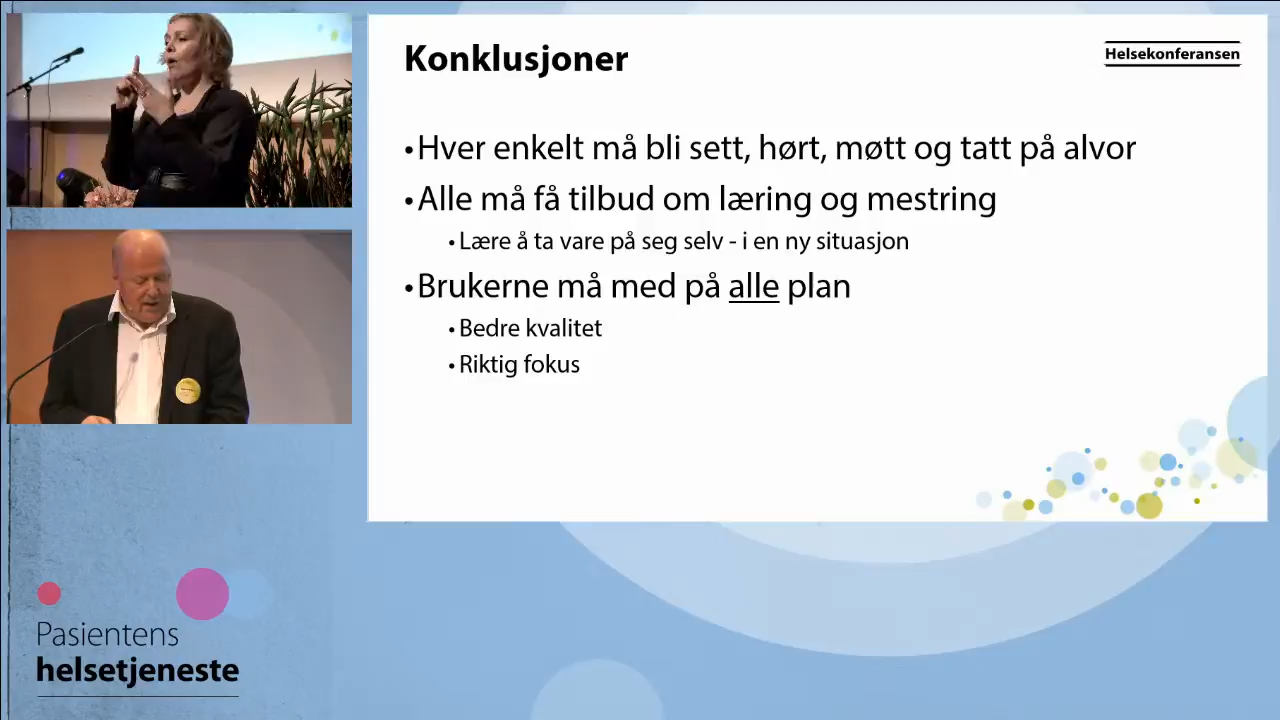 Konklusjoner
Helsekonferansen
•Hver enkelt må bli sett, hørt, møtt og tatt på alvor
•Alle må få tilbud om læring og mestring
•Lære å ta vare på seg selv - i en ny situasjon
•Brukerne må med på alle plan
•Bedre kvalitet
•Riktig fokus
Pasientens
helsetjeneste